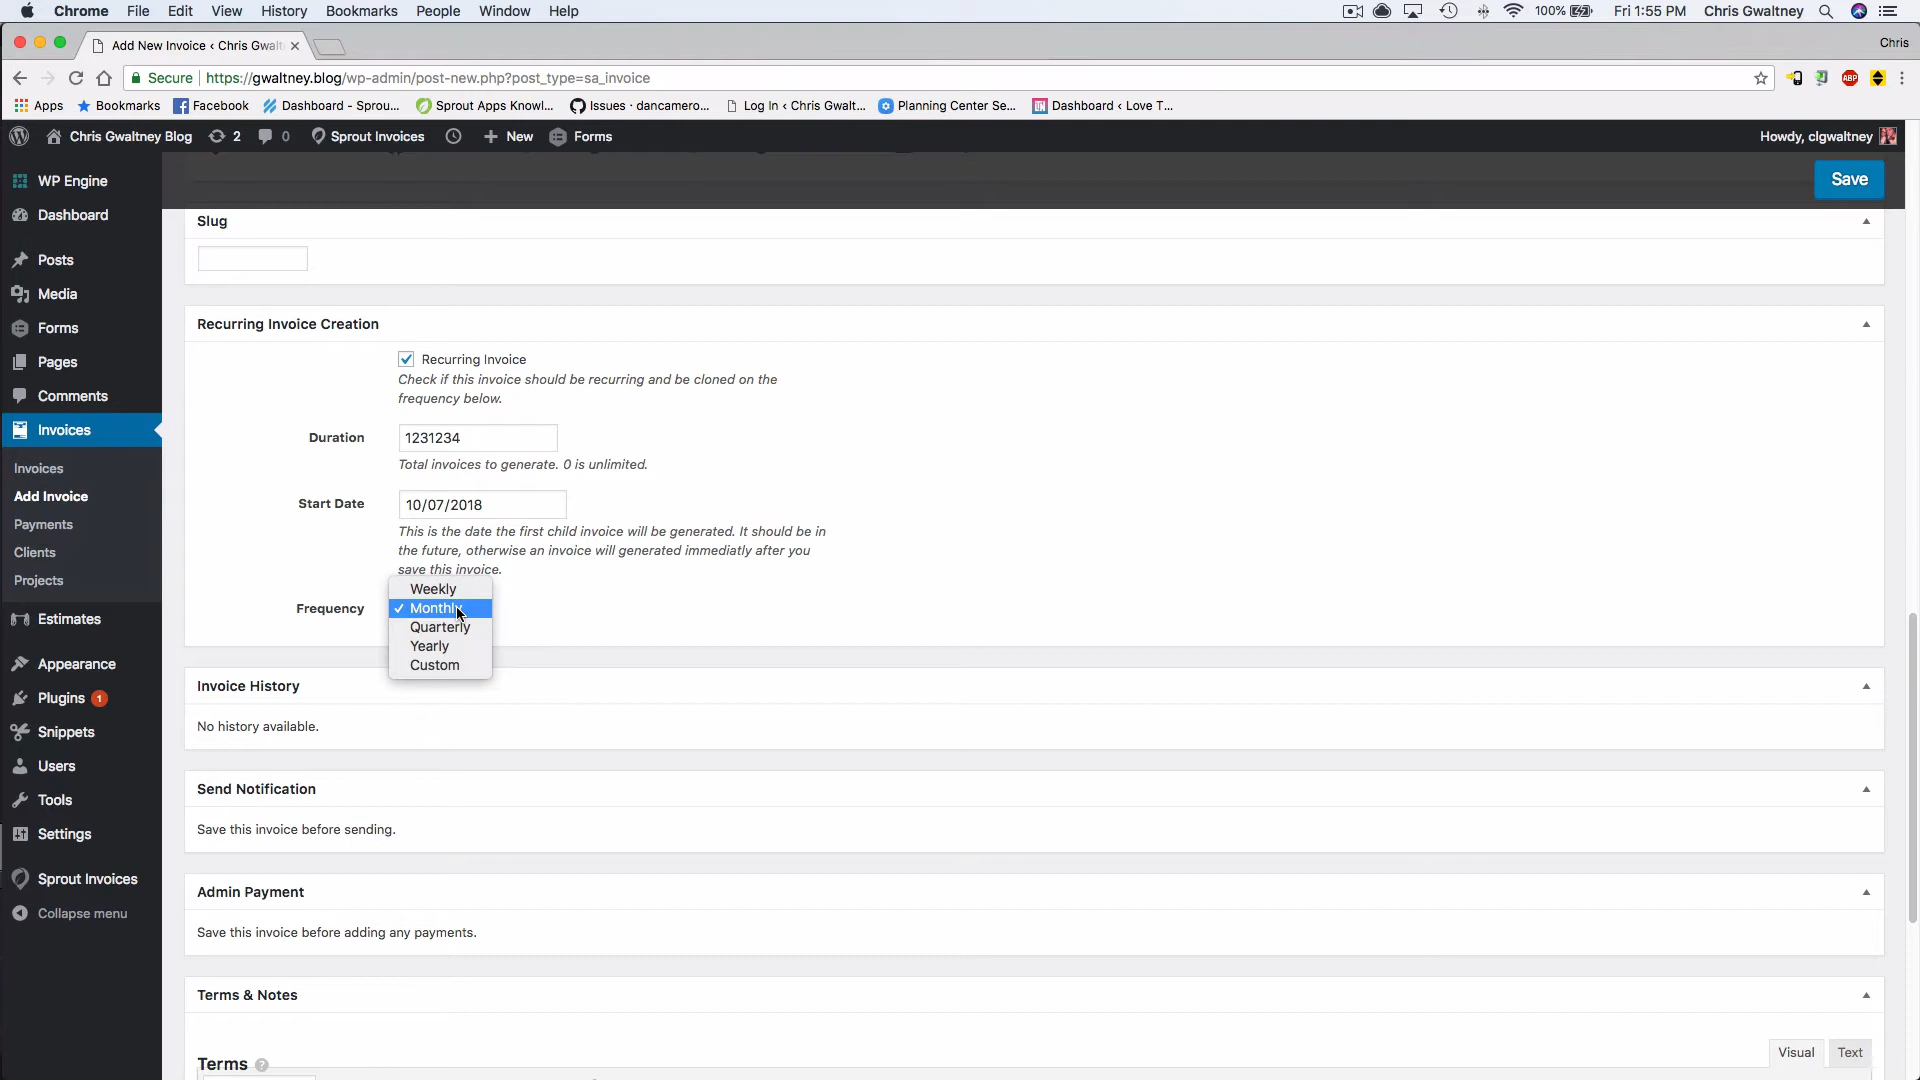 Chrome File Edit View History Bookmarks People Window Help 100% Fri 1:55 PM Chris Gwaltney
Add New Invoice ‹ Chris Gwalt Chris
Secure https://gwaltney.blog/wp-admin/post-new.php?post_type=sa_invoice ABP
Apps Bookmarks Facebook Dashboard - Sprou... Sprout Apps Knowl... Issues · dancamero... Log In ‹ Chris Gwalt... Planning Center Se... Dashboard ‹ Love T...
Chris Gwaltney Blog 2 0 Sprout Invoices New Forms Howdy, clgwaltney
WP Engine
Dashboard
Posts
Media
Forms
Pages
Comments
Invoices
Invoices
Add Invoice
Payments
Clients
Projects
Estimates
Appearance
Plugins 1
Snippets
Users
Tools
Settings
Sprout Invoices
Collapse menu
Save
Slug
Recurring Invoice Creation
Recurring Invoice
Check if this invoice should be recurring and be cloned on the
frequency below.
Duration 1231234
Total invoices to generate. 0 is unlimited.
Start Date 10/07/2018
This is the date the first child invoice will be generated. It should be in
the future, otherwise an invoice will generated immediatly after you
save this invoice.
Frequency
Weekly
Monthly
Quarterly
Yearly
Custom
Invoice History
No history available.
Send Notification
Save this invoice before sending.
Admin Payment
Save this invoice before adding any payments.
Terms & Notes
Visual Text
Terms ?